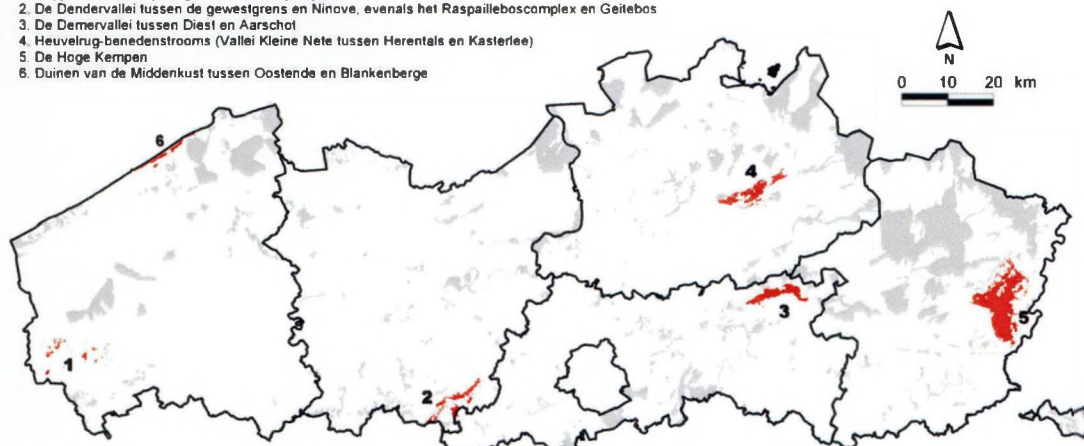 2. De Dendervallei tussen de gewestgrens en Ninove, evenals het Raspailleboscomplex en Geitebos
3. De Demervallei tussen Diest en Aarschot
4. Heuvelrug-benedenstrooms (Vallei Kleine Nete tussen Herentals en Kasterlee)
5. De Hoge Kempen
6. Duinen van de Middenkust tussen Oostende en Blankenberge
N
0 10 20 km
6
4
3
5
1
2